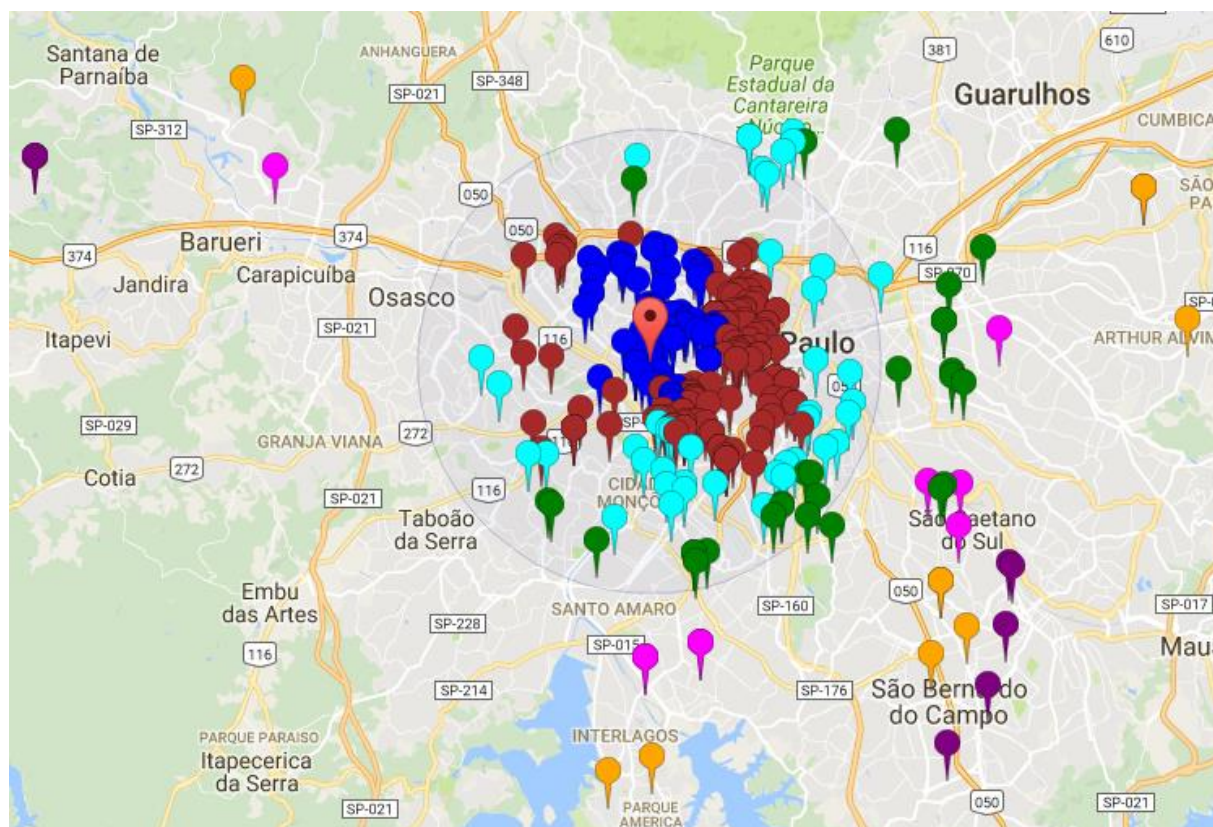 Santana de
Parnaíba
ANHANGUERA
SP-021
SP-348
381
610
Parque
Estadual da
Cantareira
Guarulhos
CUMBICA
SP-312
050
050
374
374
116
Barueri
Carapicuíba
Jandira
Osasco
Itapevi
SP-021
116
Paulo
ARTHUR ALVIM
SP-029
GRANJA VIANA
272
272
Cotia
116
SP-021
Taboão
da Serra
São Caetano
do Sul
Embu
das Artes
116
SANTO AMARO
SP-160
050
SP-017
SP-228
SP-015
SP-214
SP-176
São Bernardo
do Campo
INTERLAGOS
PARQUE PARAISO
Itapecerica
da Serra
SP-021
PARQUE
AMERICA
050
SP-021